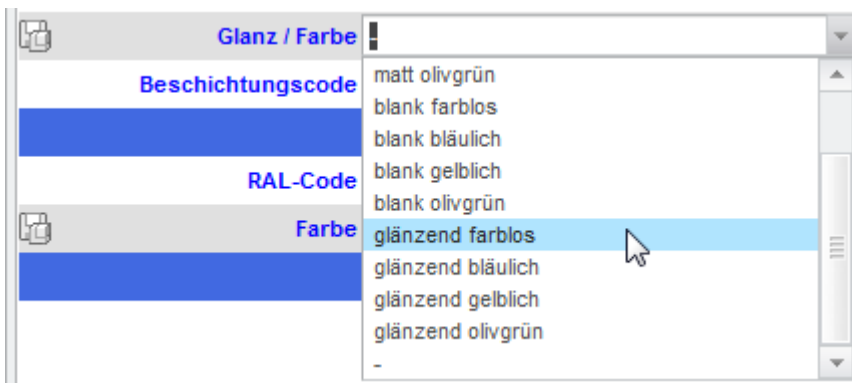 Glanz / Farbe -
matt olivgrün
Beschichtungscode
blank farblos
blank bläulich
blank gelblich
RAL-Code
blank olivgrün
Farbe
glänzend farblos
glänzend bläulich
glänzend gelblich
glänzend olivgrün
-